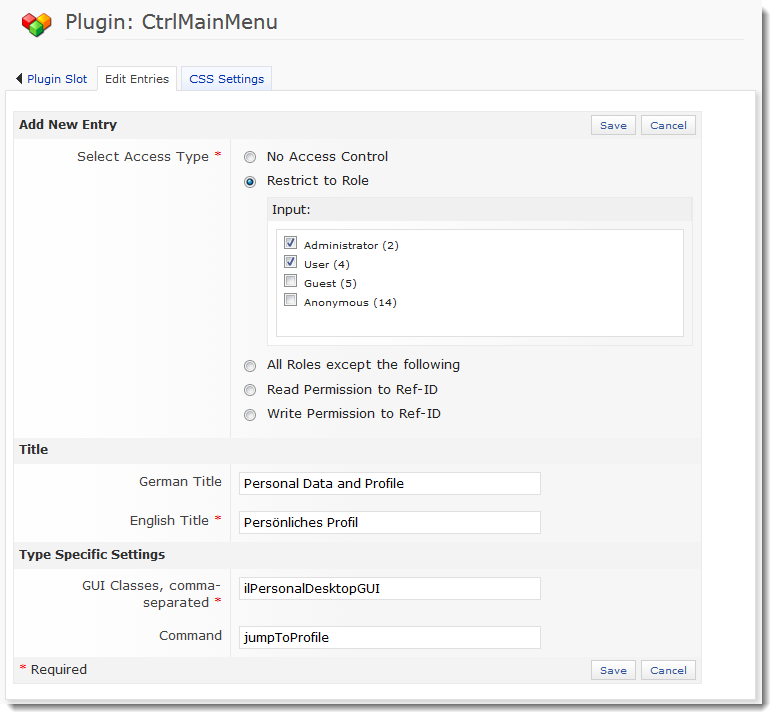 Plugin: CtrlMainMenu
Plugin Slot
Edit Entries
CSS Settings
Add New Entry
Save
Cancel
Select Access Type *
No Access Control
Restrict to Role
Input:
Administrator (2)
User (4)
Guest (5)
Anonymous (14)
All Roles except the following
Read Permission to Ref-ID
Write Permission to Ref-ID
Title
German Title
Personal Data and Profile
English Title *
Persönliches Profil
Type Specific Settings
GUI Classes, comma-
separated *
ilPersonalDesktopGUI
Command
jumpToProfile
* Required
Save
Cancel